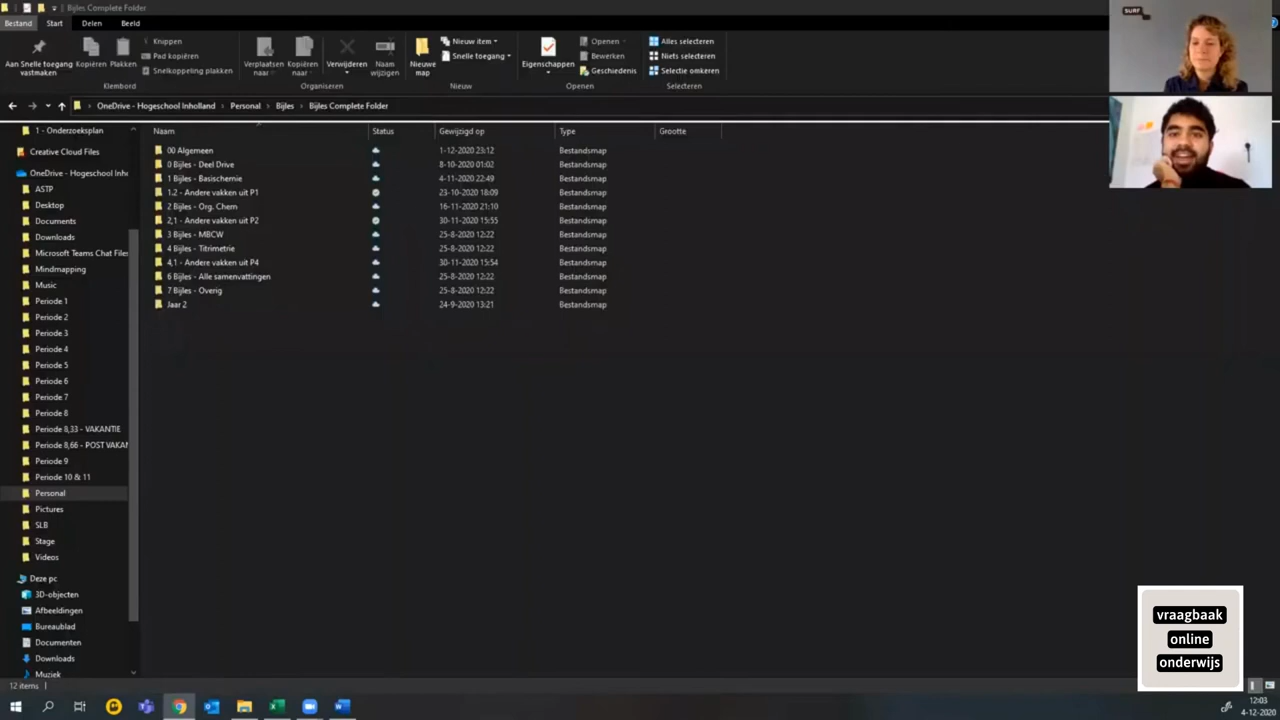 Bijles Complete Folder
Bestand Start Delen Beeld
Aan Snelle toegang vastmaken
Kopiëren
Plakken
Knippen
Pad kopiëren
Snelkoppeling plakken
Klembord
Verplaatsen naar
Kopiëren naar
Verwijderen
Naam wijzigen
Organiseren
Nieuwe map
Nieuw item
Snelle toegang
Nieuw
Eigenschappen
Openen
Bewerken
Geschiedenis
Openen
Alles selecteren
Niets selecteren
Selectie omkeren
Selecteren
OneDrive - Hogeschool Inholland > Personal > Bijles > Bijles Complete Folder
1 - Onderzoeksplan
Creative Cloud Files
OneDrive - Hogeschool Inho
ASTP
Desktop
Documents
Downloads
Microsoft Teams Chat Files
Mindmapping
Music
Periode 1
Periode 2
Periode 3
Periode 4
Periode 5
Periode 6
Periode 7
Periode 8
Periode 8,33 - VAKANTIE
Periode 8,66 - POST VAKAN
Periode 9
Periode 10 & 11
Personal
Pictures
SLB
Stage
Videos
Deze pc
3D-objecten
Afbeeldingen
Bureaublad
Documenten
Downloads
Muziek
12 items
Naam Status Gewijzigd op Type Grootte
00 Algemeen 1-12-2020 23:12 Bestandsmap
0 Bijles - Deel Drive 8-10-2020 01:02 Bestandsmap
1 Bijles - Basischemie 4-11-2020 22:49 Bestandsmap
1.2 - Andere vakken uit P1 23-10-2020 18:09 Bestandsmap
2 Bijles - Org. Chem 16-11-2020 21:10 Bestandsmap
2,1 - Andere vakken uit P2 30-11-2020 15:55 Bestandsmap
3 Bijles - MBCW 25-8-2020 12:22 Bestandsmap
4 Bijles - Titrimetrie 25-8-2020 12:22 Bestandsmap
4,1 - Andere vakken uit P4 30-11-2020 15:54 Bestandsmap
6 Bijles - Alle samenvattingen 25-8-2020 12:22 Bestandsmap
7 Bijles - Overig 25-8-2020 12:22 Bestandsmap
Jaar 2 24-9-2020 13:21 Bestandsmap
SURF
vraagbaak
online
onderwijs
12:03
4-12-2020